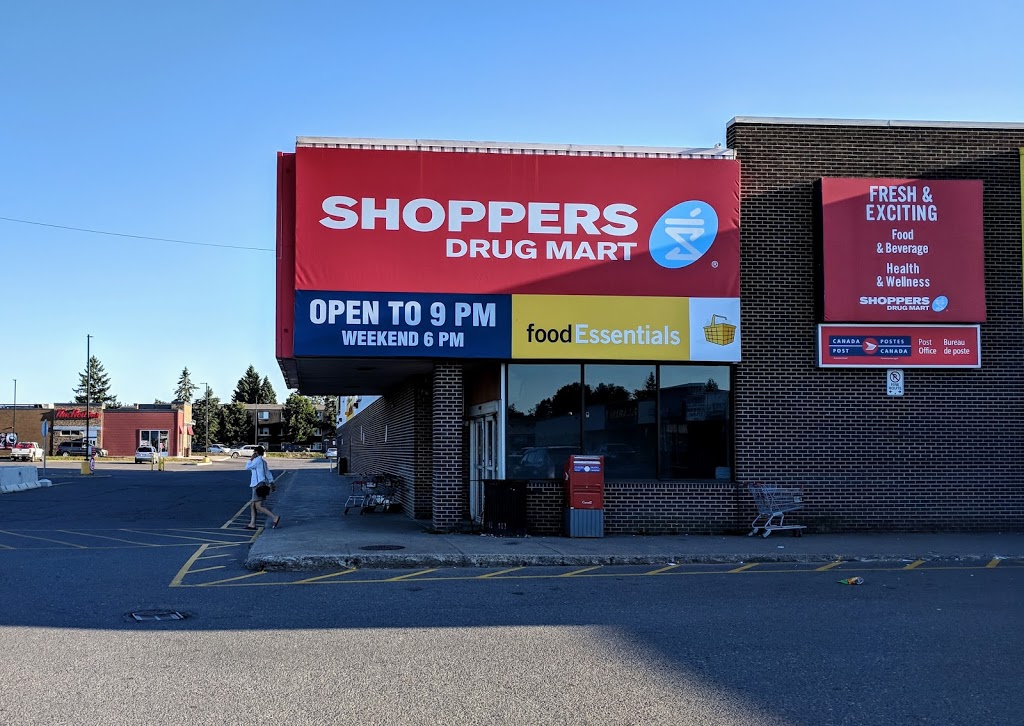 SHOPPERS
DRUG MART
®
OPEN TO 9 PM
WEEKEND 6 PM
foodEssentials
FRESH &
EXCITING
Food
& Beverage
Health
& Wellness
SHOPPERS
DRUG MART
CANADA POSTES
POST CANADA
Post Bureau
Office de poste
Tim Hortons